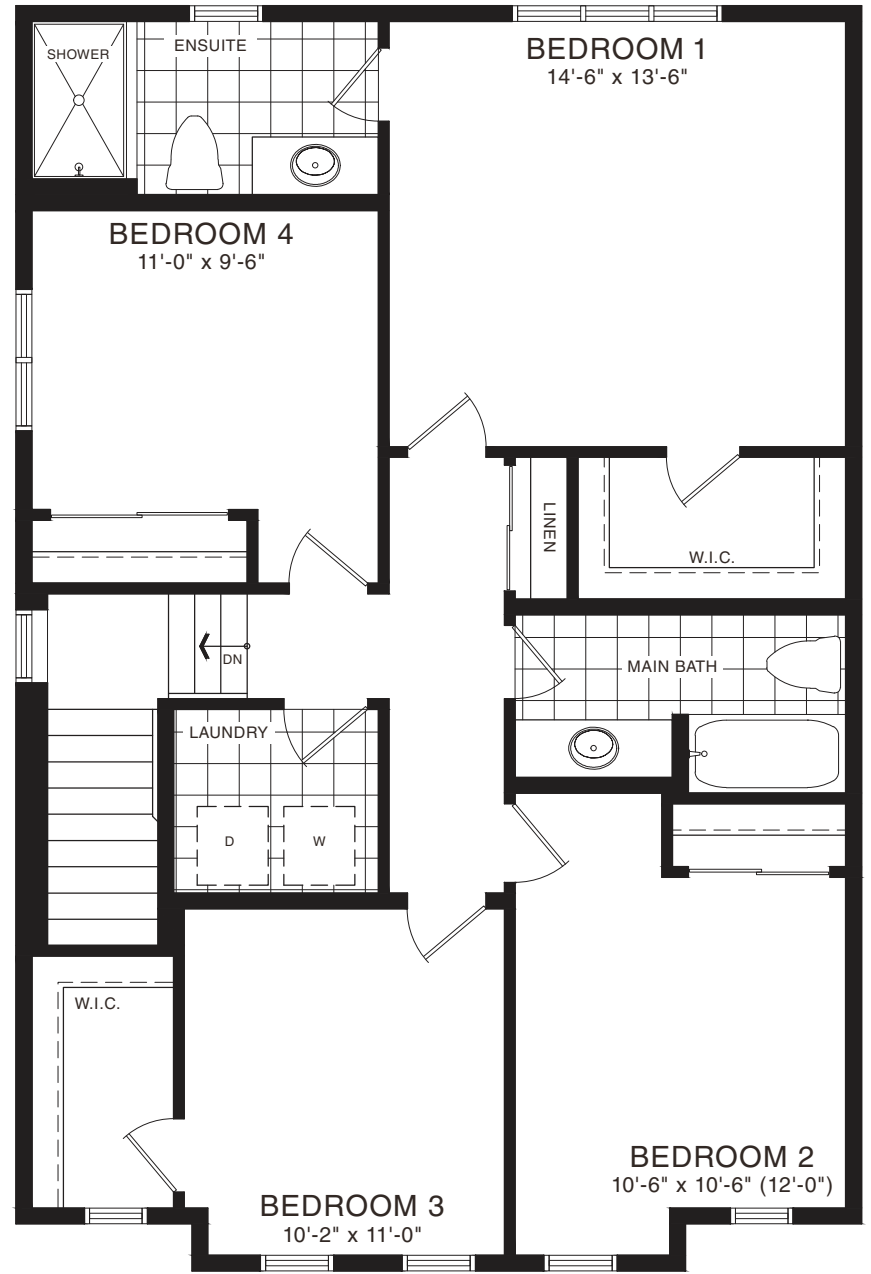 SHOWER
ENSUITE
BEDROOM 1
14'-6" x 13'-6"
BEDROOM 4
11'-0" x 9'-6"
LINEN
W.I.C.
DN
MAIN BATH
LAUNDRY
D
W
W.I.C.
BEDROOM 2
10'-6" x 10'-6" (12'-0")
BEDROOM 3
10'-2" x 11'-0"